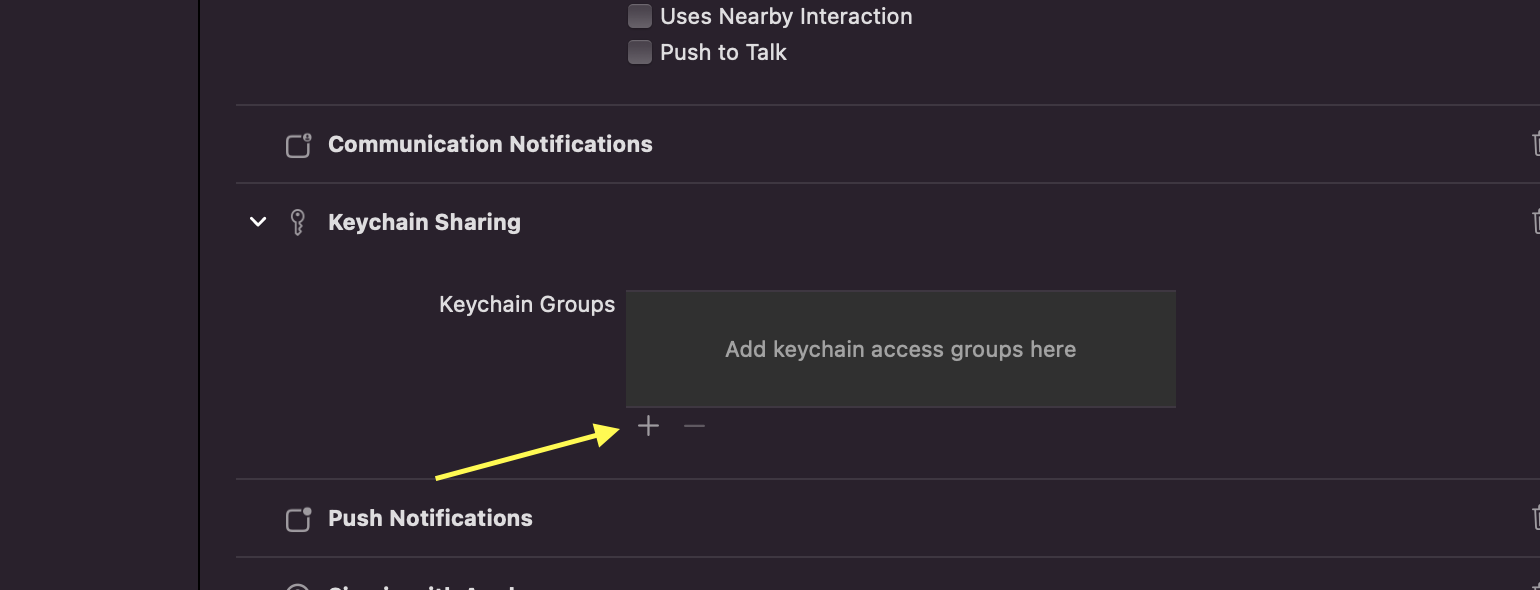 Uses Nearby Interaction
Push to Talk
Communication Notifications
Keychain Sharing
Keychain Groups
Add keychain access groups here
Push Notifications